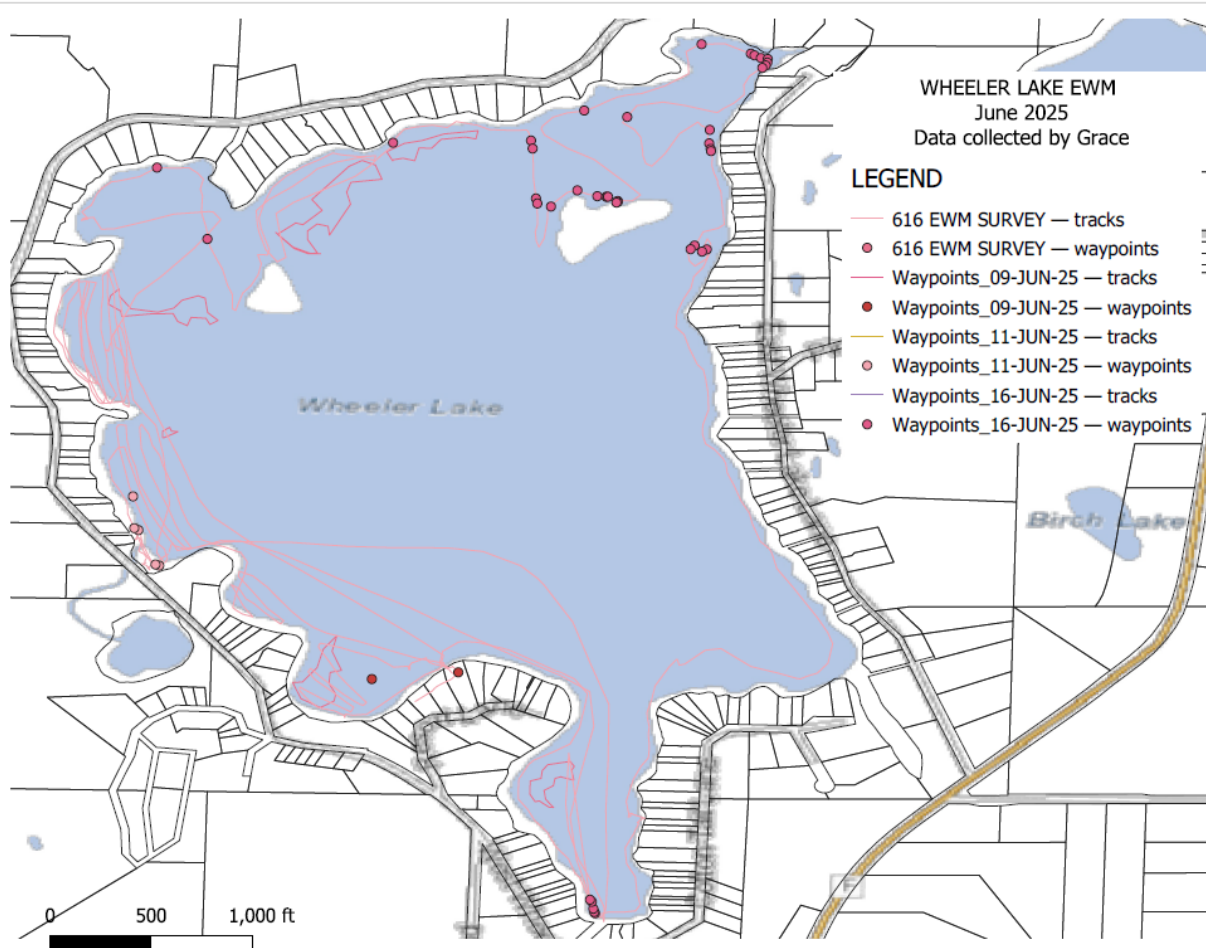 WHEELER LAKE EWM
June 2025
Data collected by Grace
LEGEND
616 EWM SURVEY — tracks
616 EWM SURVEY — waypoints
Waypoints_09-JUN-25 — tracks
Waypoints_09-JUN-25 — waypoints
Waypoints_11-JUN-25 — tracks
Waypoints_11-JUN-25 — waypoints
Waypoints_16-JUN-25 — tracks
Waypoints_16-JUN-25 — waypoints
Wheeler Lake
Birch Lake
F
0 500 1,000 ft